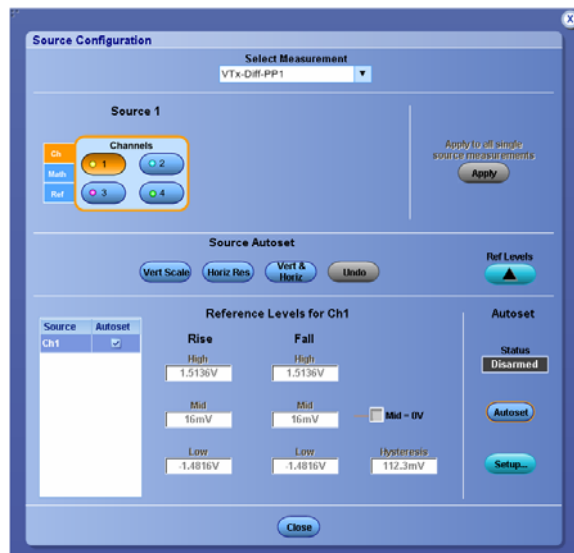 Source Configuration
X
Select Measurement
VTx-Diff-PP1
Source 1
Ch
Math
Ref
Channels
1
2
3
4
Apply to all single
source measurements
Apply
Source Autoset
Vert Scale
Horiz Res
Vert &
Horiz
Undo
Ref Levels
Reference Levels for Ch1
Source
Autoset
Ch1
Rise
Fall
High
1.5136V
High
1.5136V
Mid
16mV
Mid
16mV
Mid = 0V
Low
-1.4816V
Low
-1.4816V
Hysteresis
112.3mV
Autoset
Status
Disarmed
Autoset
Setup...
Close